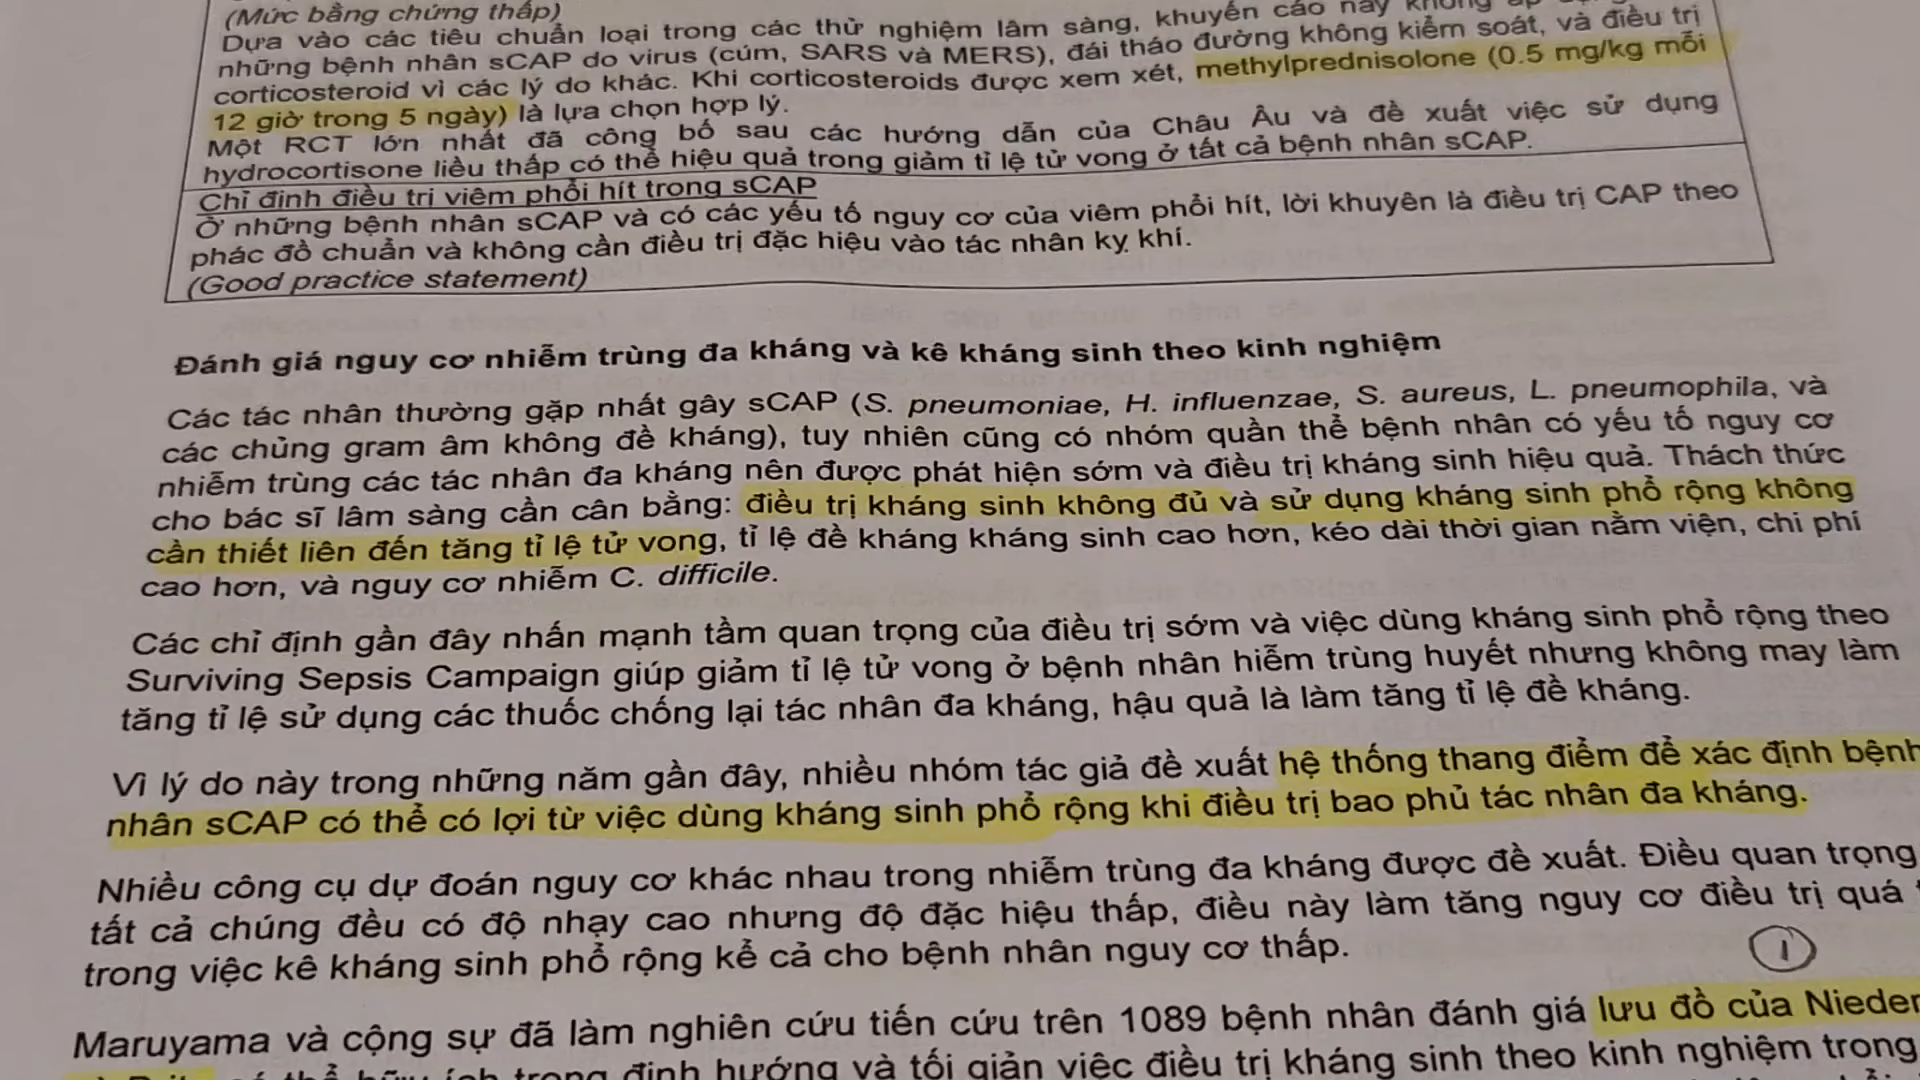 (Mức bằng chứng thấp)
Dựa vào các tiêu chuẩn loại trong các thử nghiệm lâm sàng, khuyến cáo này không
những bệnh nhân sCAP do virus (cúm, SARS và MERS), đái tháo đường không kiểm soát, và điều trị
corticosteroid vì các lý do khác. Khi corticosteroids được xem xét, methylprednisolone (0.5 mg/kg mỗi
12 giờ trong 5 ngày) là lựa chọn hợp lý.
Một RCT lớn nhất đã công bố sau các hướng dẫn của Châu Âu và đề xuất việc sử dụng
hydrocortisone liều thấp có thể hiệu quả trong giảm tỉ lệ tử vong ở tất cả bệnh nhân sCAP.
Chỉ định điều trị viêm phổi hít trong sCAP
Ở những bệnh nhân sCAP và có các yếu tố nguy cơ của viêm phổi hít, lời khuyên là điều trị CAP theo
phác đồ chuẩn và không cần điều trị đặc hiệu vào tác nhân kỵ khí.
(Good practice statement)
Đánh giá nguy cơ nhiễm trùng đa kháng và kê kháng sinh theo kinh nghiệm
Các tác nhân thường gặp nhất gây sCAP (S. pneumoniae, H. influenzae, S. aureus, L. pneumophila, và
các chủng gram âm không đề kháng), tuy nhiên cũng có nhóm quần thể bệnh nhân có yếu tố nguy cơ
nhiễm trùng các tác nhân đa kháng nên được phát hiện sớm và điều trị kháng sinh hiệu quả. Thách thức
cho bác sĩ lâm sàng cần cân bằng: điều trị kháng sinh không đủ và sử dụng kháng sinh phổ rộng không
cần thiết liên đến tăng tỉ lệ tử vong, tỉ lệ đề kháng kháng sinh cao hơn, kéo dài thời gian nằm viện, chi phí
cao hơn, và nguy cơ nhiễm C. difficile.
Các chỉ định gần đây nhấn mạnh tầm quan trọng của điều trị sớm và việc dùng kháng sinh phổ rộng theo
Surviving Sepsis Campaign giúp giảm tỉ lệ tử vong ở bệnh nhân hiễm trùng huyết nhưng không may làm
tăng tỉ lệ sử dụng các thuốc chống lại tác nhân đa kháng, hậu quả là làm tăng tỉ lệ đề kháng.
Vì lý do này trong những năm gần đây, nhiều nhóm tác giả đề xuất hệ thống thang điểm để xác định bệnh
nhân sCAP có thể có lợi từ việc dùng kháng sinh phổ rộng khi điều trị bao phủ tác nhân đa kháng.
Nhiều công cụ dự đoán nguy cơ khác nhau trong nhiễm trùng đa kháng được đề xuất. Điều quan trọng
tất cả chúng đều có độ nhạy cao nhưng độ đặc hiệu thấp, điều này làm tăng nguy cơ điều trị quá
trong việc kê kháng sinh phổ rộng kể cả cho bệnh nhân nguy cơ thấp.
1
Maruyama và cộng sự đã làm nghiên cứu tiến cứu trên 1089 bệnh nhân đánh giá lưu đồ của Nieder
có thể hữu ích trong định hướng và tối giản việc điều trị kháng sinh theo kinh nghiệm trong